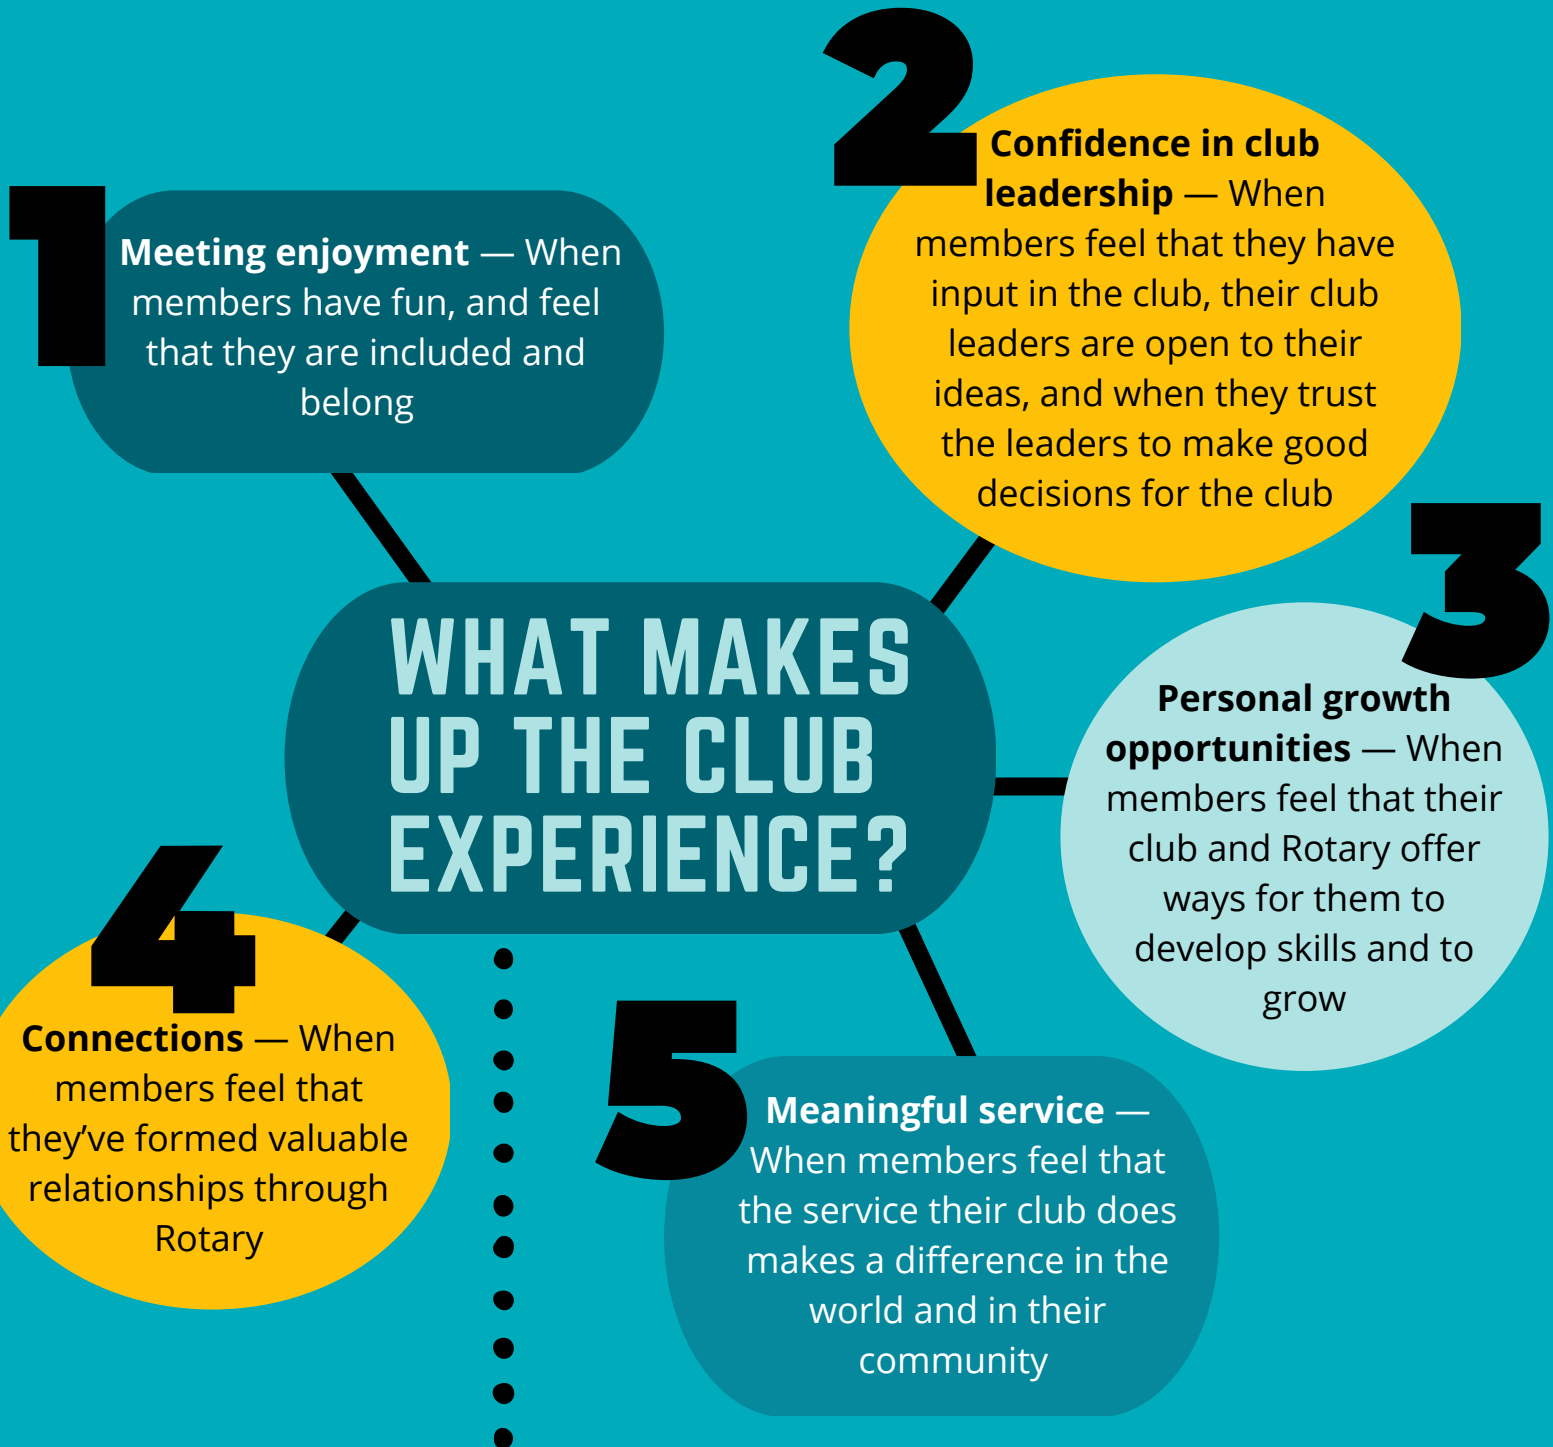 1
Meeting enjoyment — When
members have fun, and feel
that they are included and
belong
2
Confidence in club
leadership — When
members feel that they have
input in the club, their club
leaders are open to their
ideas, and when they trust
the leaders to make good
decisions for the club
WHAT MAKES
UP THE CLUB
EXPERIENCE?
3
Personal growth
opportunities — When
members feel that their
club and Rotary offer
ways for them to
develop skills and to
grow
4
Connections — When
members feel that
they’ve formed valuable
relationships through
Rotary
5
Meaningful service —
When members feel that
the service their club does
makes a difference in the
world and in their
community